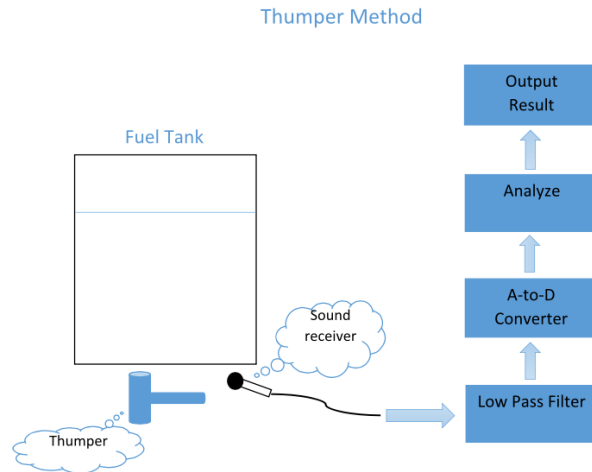 Thumper Method
Fuel Tank
Output
Result
Analyze
A-to-D
Converter
Low Pass Filter
Sound
receiver
Thumper